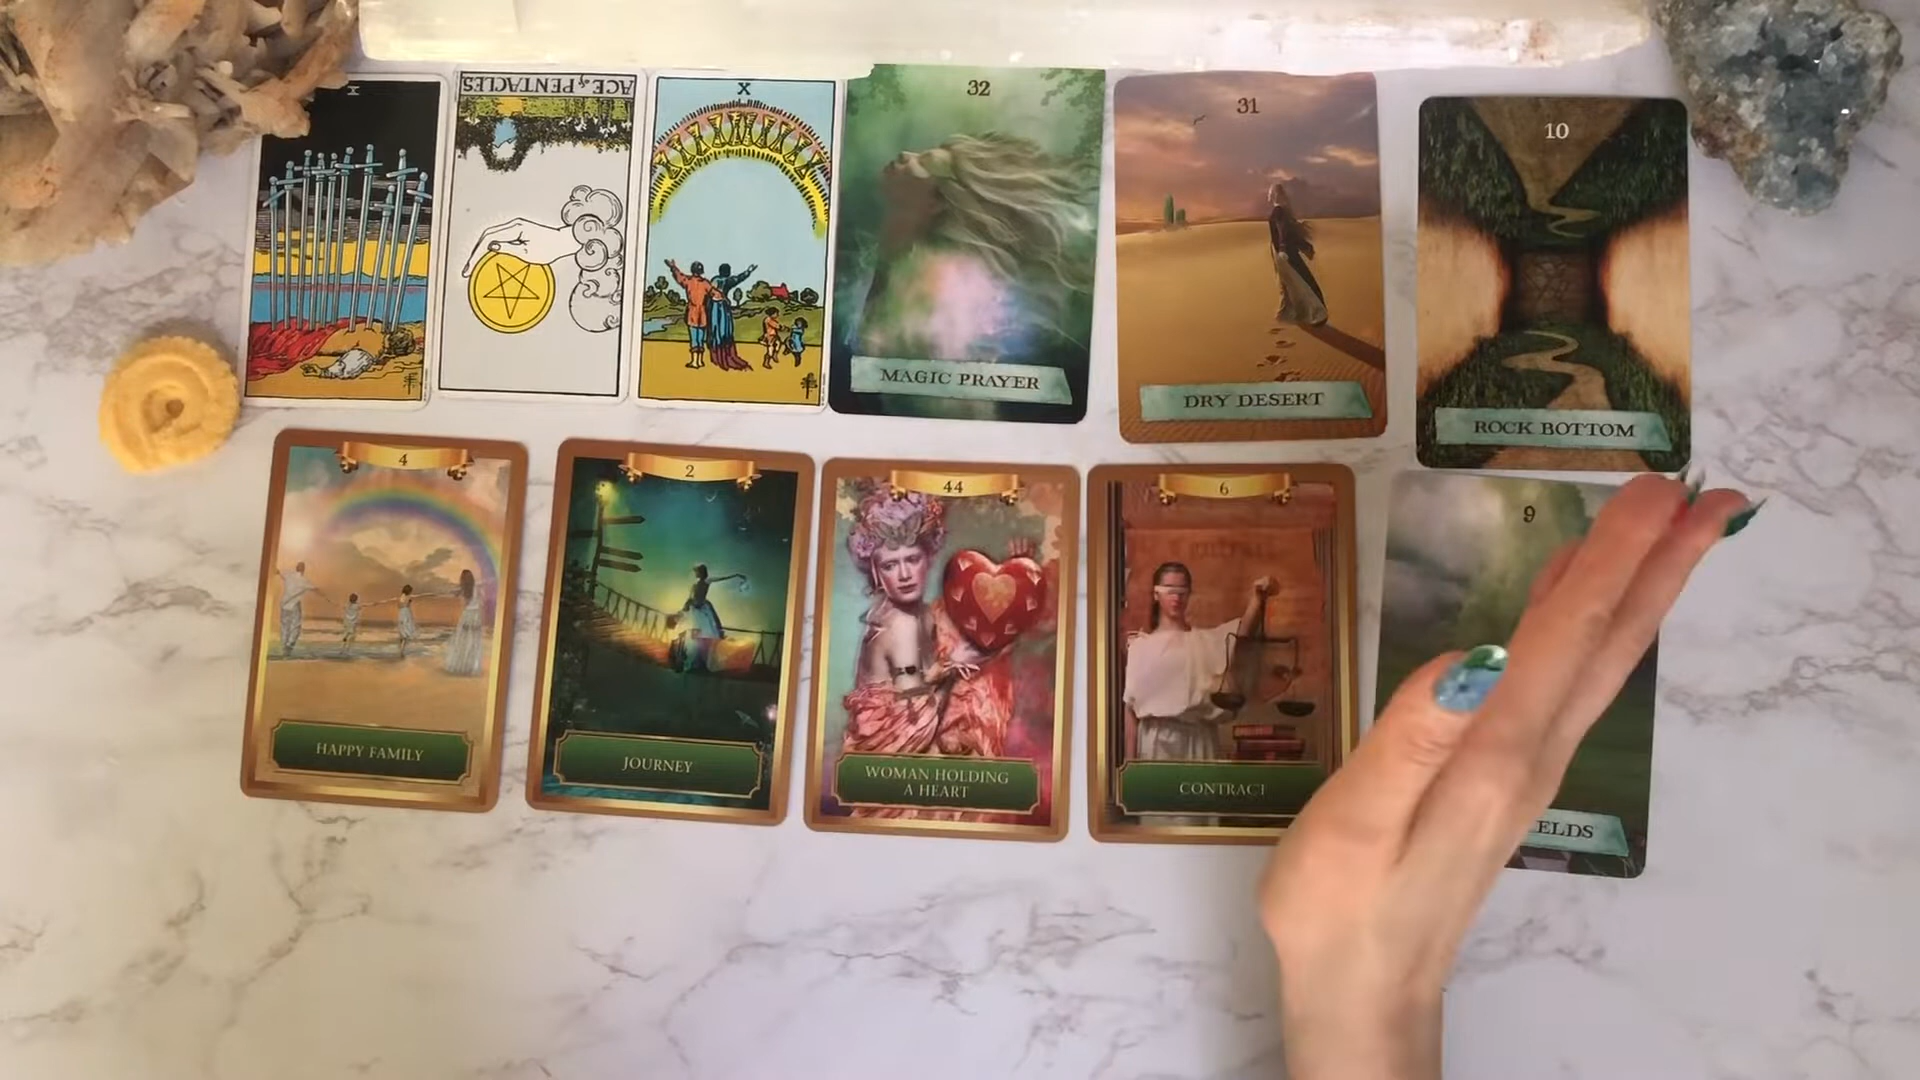 X
ACE of PENTACLES
X
32
MAGIC PRAYER
31
DRY DESERT
10
ROCK BOTTOM
4
HAPPY FAMILY
2
JOURNEY
44
WOMAN HOLDING
A HEART
6
CONTRACT
9
ELDS